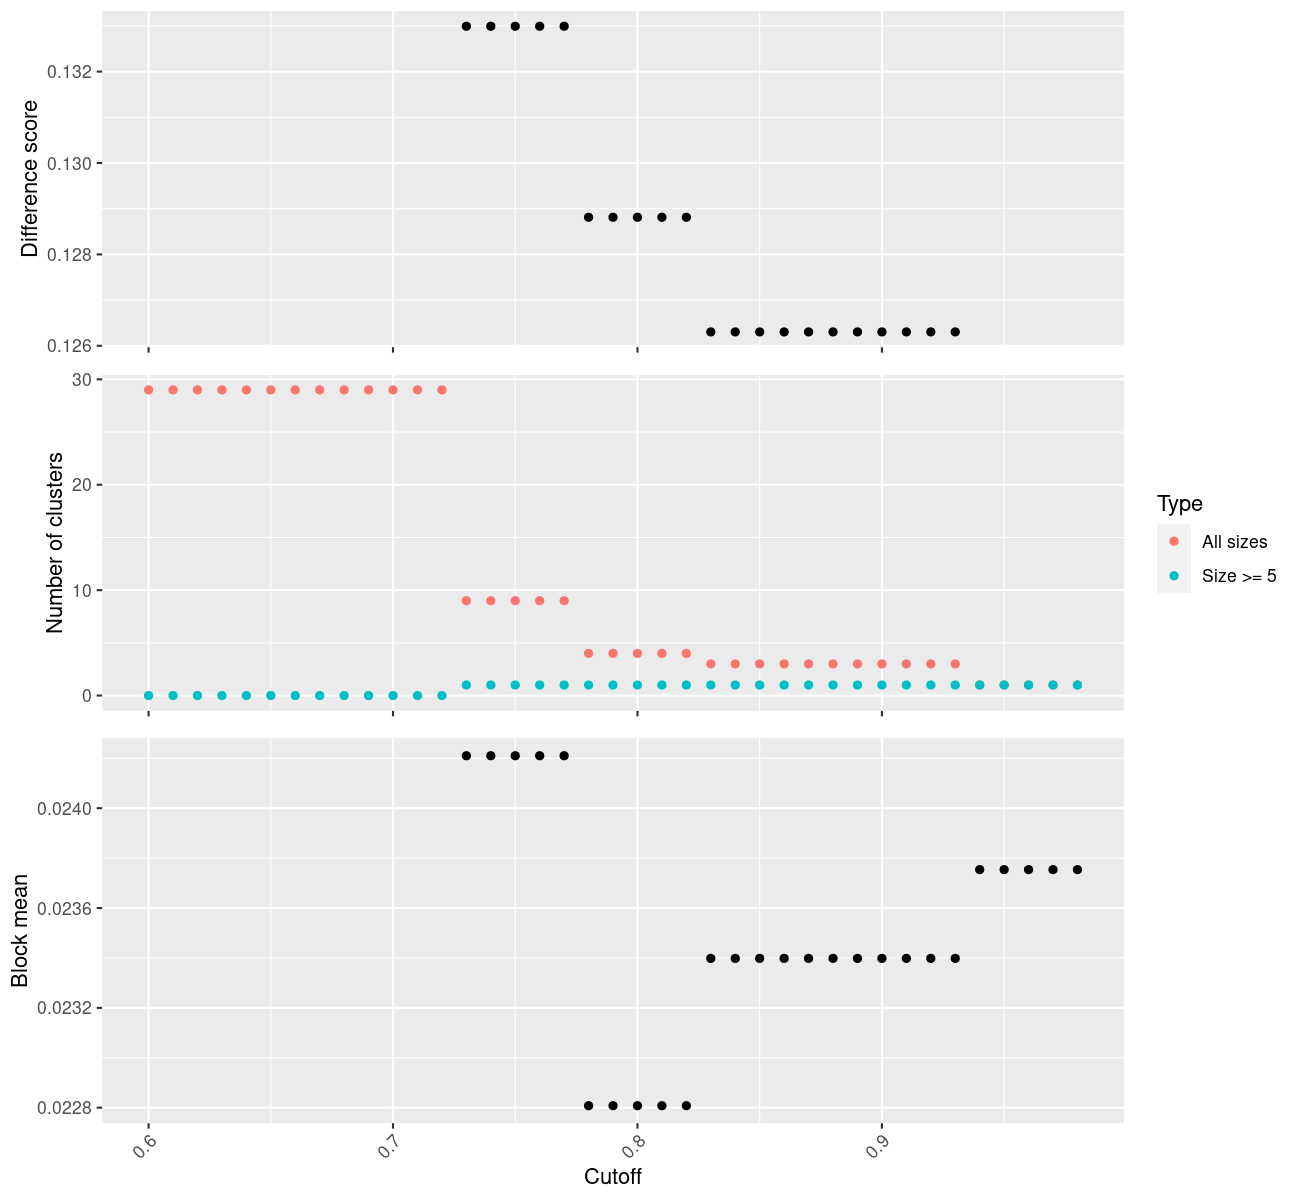 Difference score
0.132
0.130
0.128
0.126
Number of clusters
30
20
10
0
Type
All sizes
Size >= 5
Block mean
0.0240
0.0236
0.0232
0.0228
0.6
0.7
0.8
0.9
Cutoff